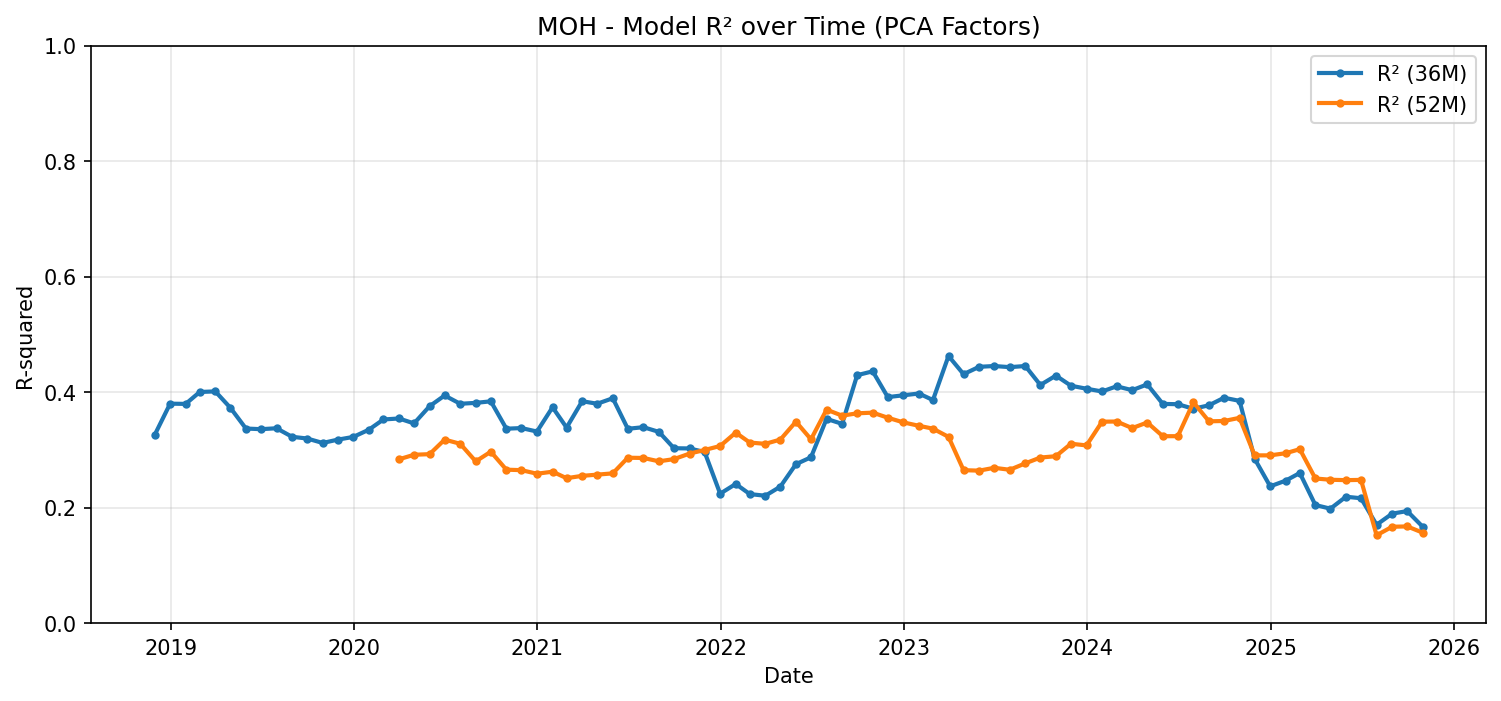 MOH - Model R² over Time (PCA Factors)
R-squared
1.0
0.8
0.6
0.4
0.2
0.0
R² (36M)
R² (52M)
2019 2020 2021 2022 2023 2024 2025 2026
Date